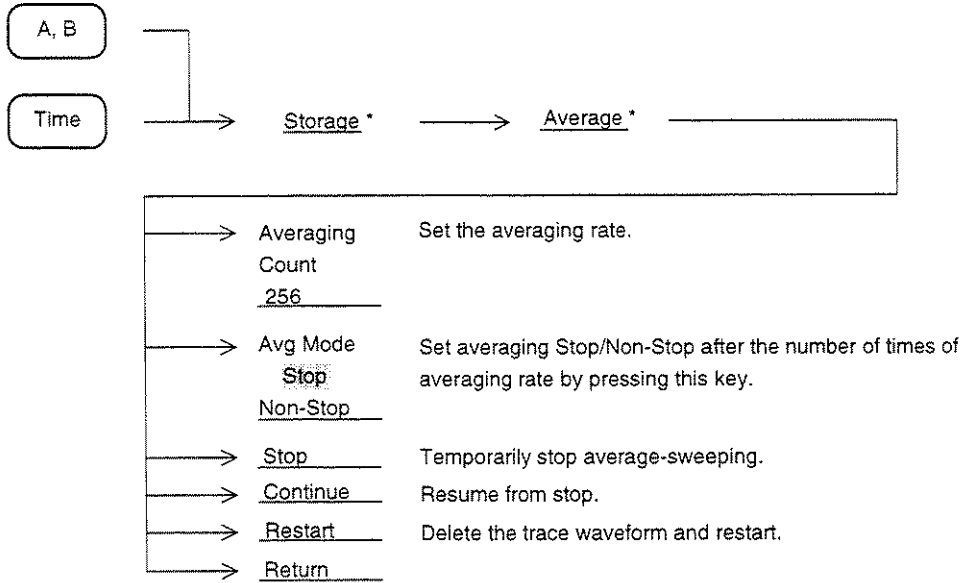 A, B
Time
Storage *
Average *
Averaging
Count
256
Set the averaging rate.
Avg Mode
Stop
Non-Stop
Set averaging Stop/Non-Stop after the number of times of
averaging rate by pressing this key.
Stop
Temporarily stop average-sweeping.
Continue
Resume from stop.
Restart
Delete the trace waveform and restart.
Return